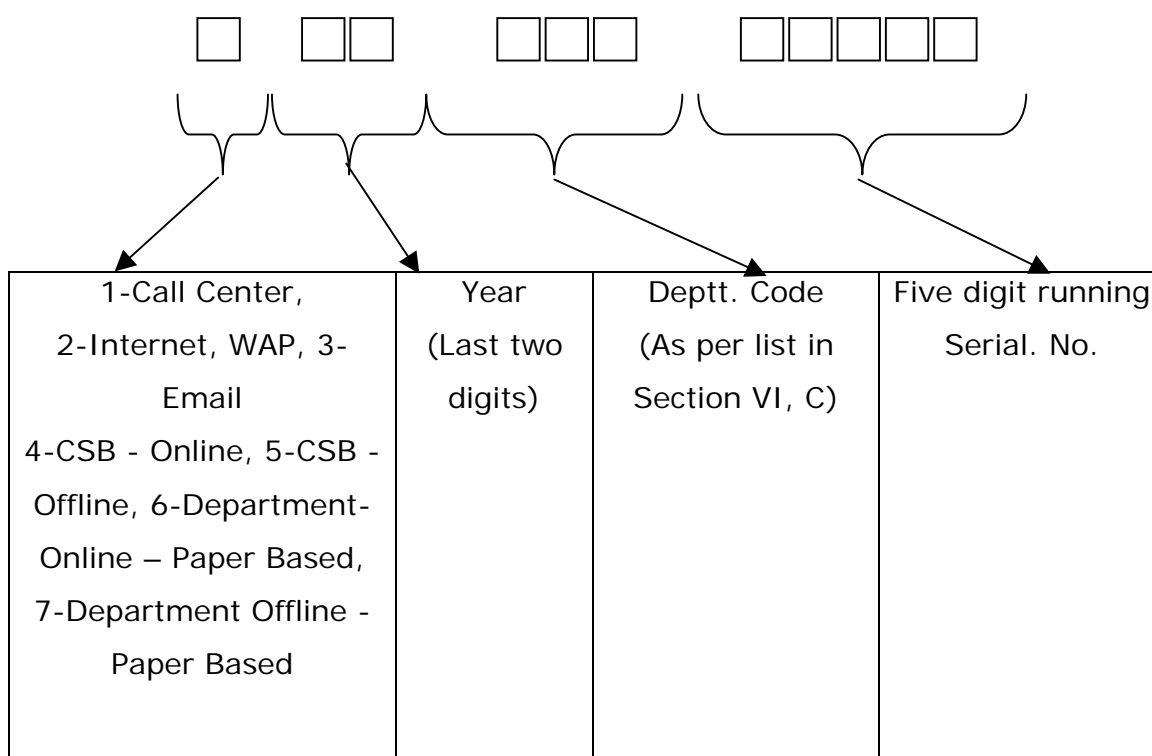 1-Call Center,
2-Internet, WAP, 3-
Email
4-CSB - Online, 5-CSB -
Offline, 6-Department-
Online – Paper Based,
7-Department Offline -
Paper Based
Year
(Last two
digits)
Deptt. Code
(As per list in
Section VI, C)
Five digit running
Serial. No.